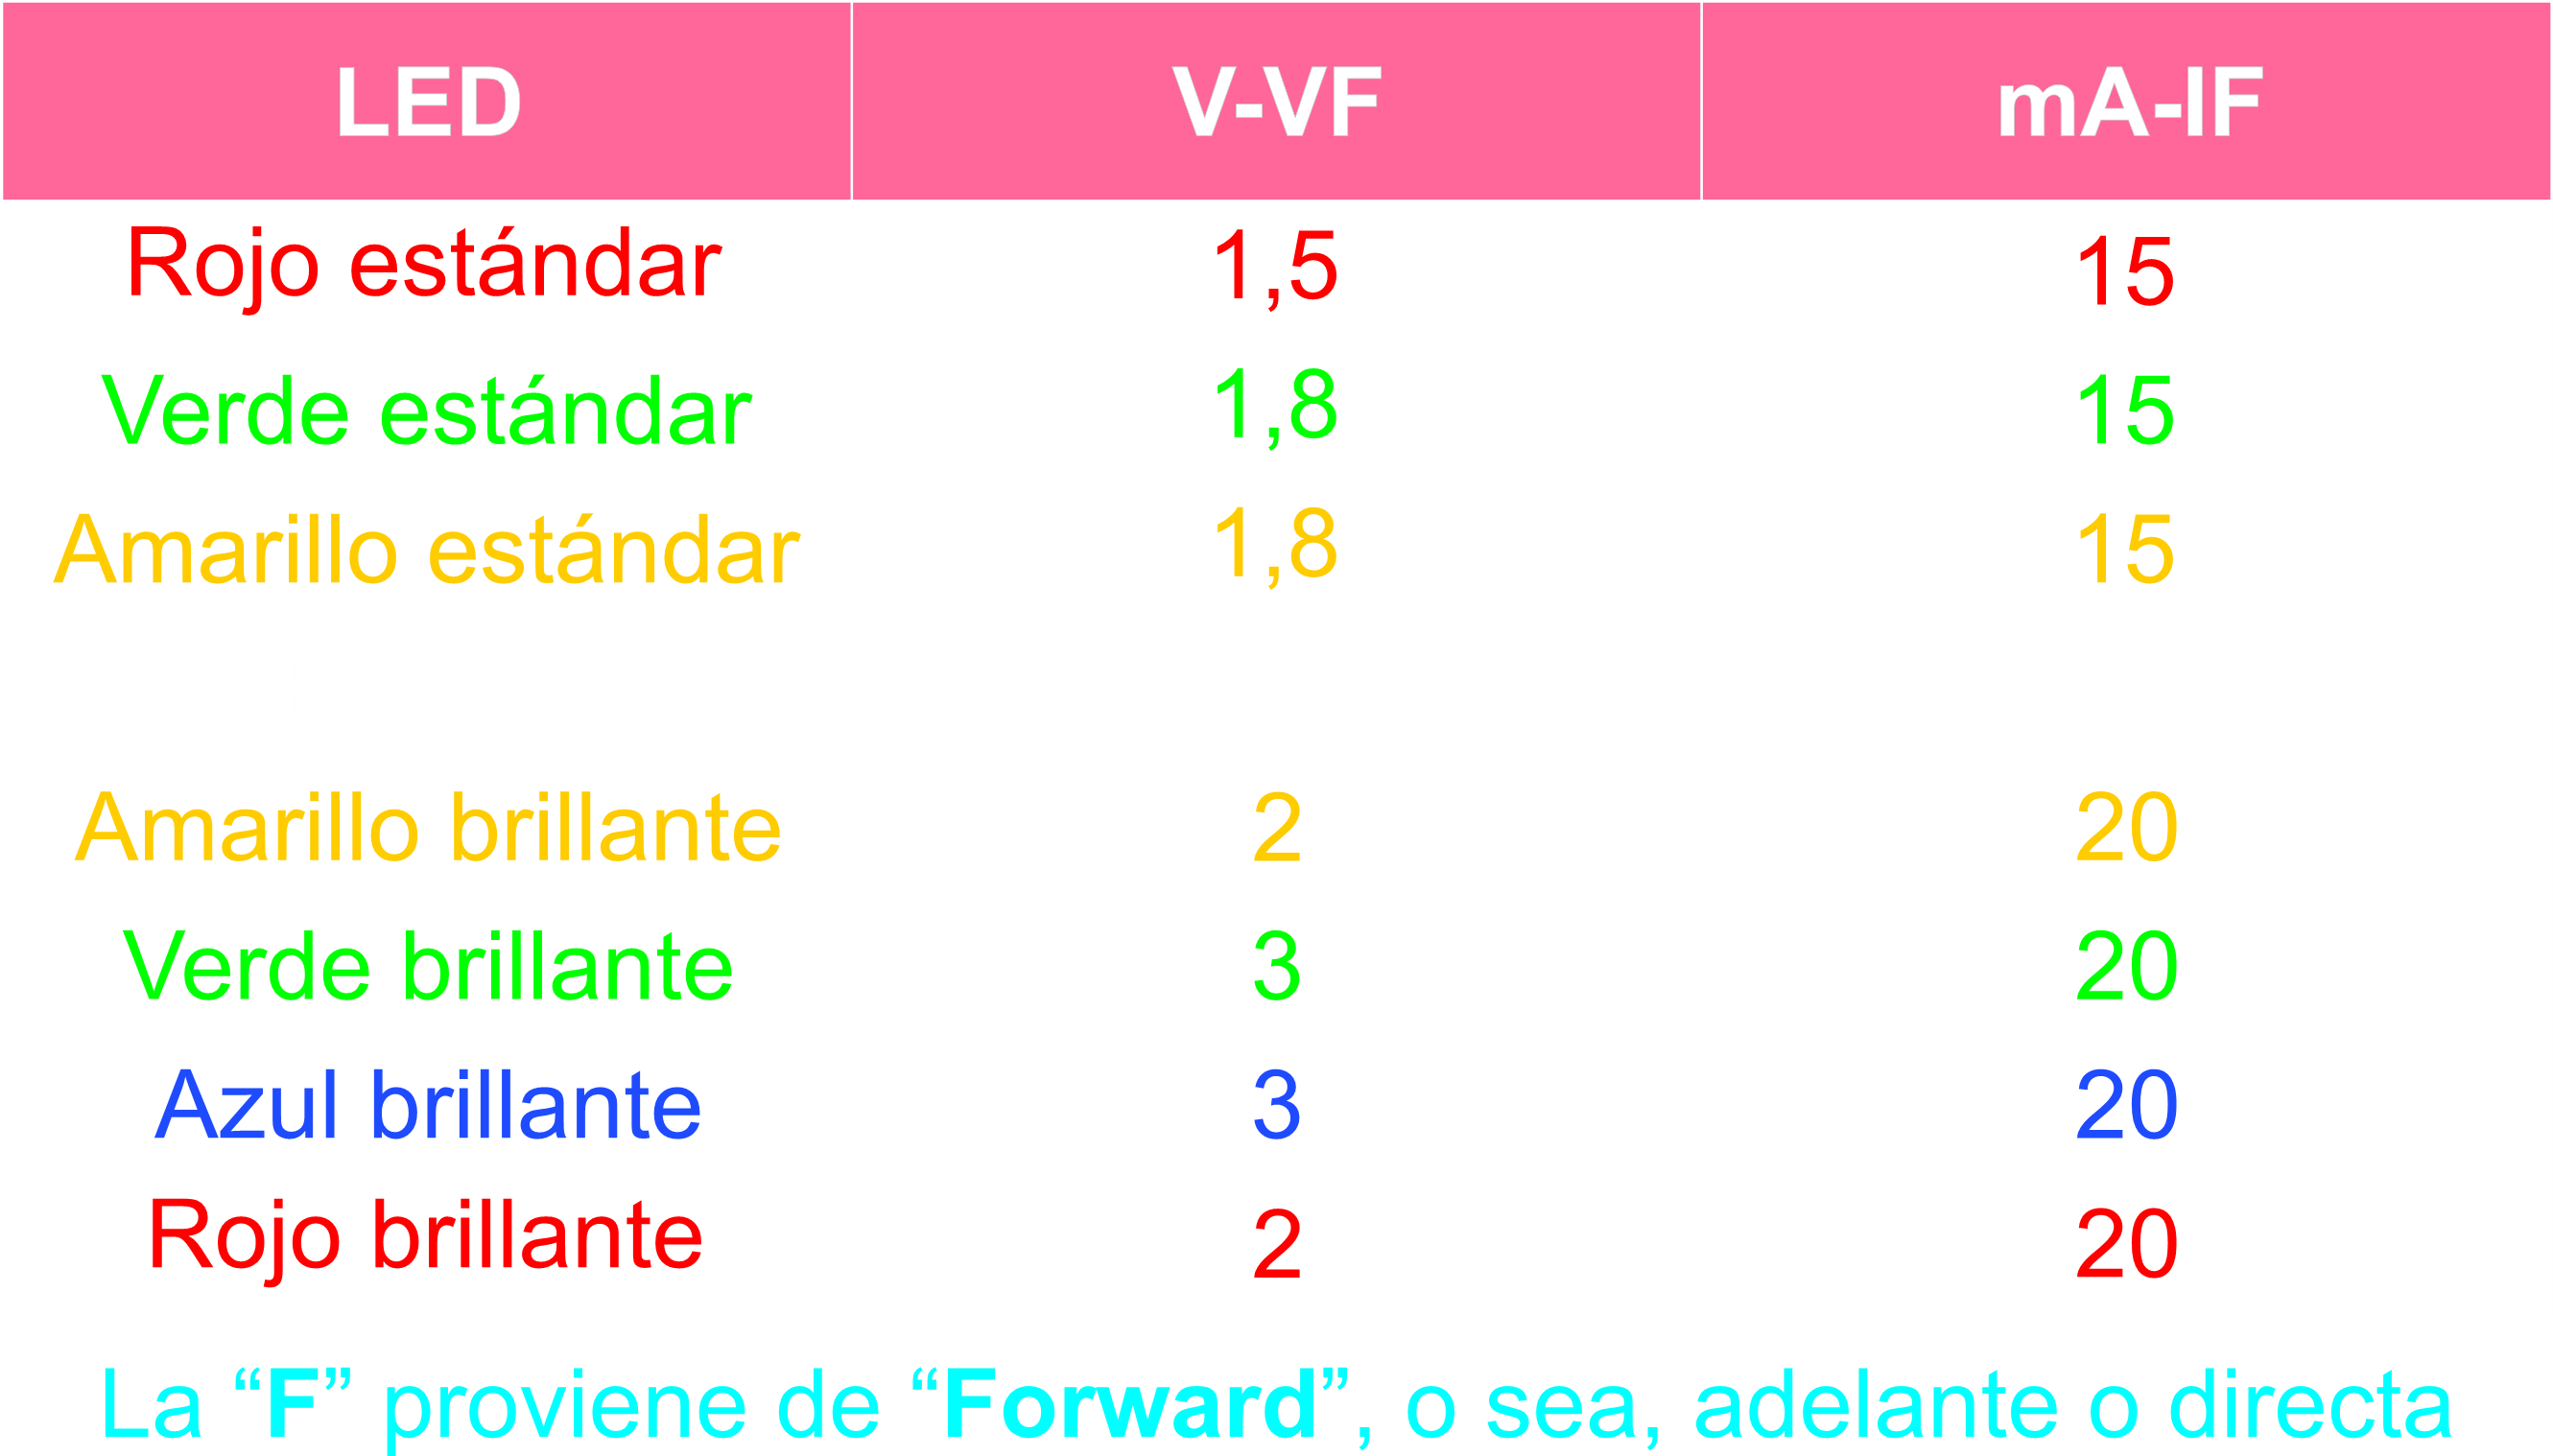 LED V-VF mA-IF
Rojo estándar 1,5 15
Verde estándar 1,8 15
Amarillo estándar 1,8 15
Amarillo brillante 2 20
Verde brillante 3 20
Azul brillante 3 20
Rojo brillante 2 20
La “F” proviene de “Forward”, o sea, adelante o directa